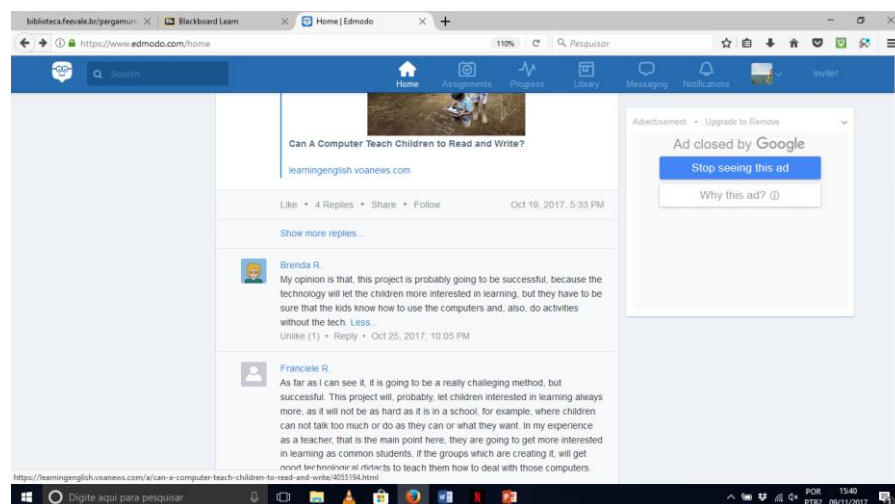 biblioteca.feevale.br/pergamum
Blackboard Learn
Home | Edmodo
https://www.edmodo.com/home
110%
Pesquisar
Search
Home
Assignments
Progress
Library
Messaging
Notifications
Invite!
Can A Computer Teach Children to Read and Write?
learningenglish.voanews.com
Like • 4 Replies • Share • Follow
Oct 19, 2017, 5:33 PM
Show more replies...
Brenda R.
My opinion is that, this project is probably going to be successful, because the
technology will let the children more interested in learning, but they have to be
sure that the kids know how to use the computers and, also, do activities
without the tech. Less...
Unlike (1) • Reply • Oct 25, 2017, 10:05 PM
Franciele R.
As far as I can see it, it is going to be a really challeging method, but
successful. This project will, probably, let children interested in learning always
more, as it will not be as hard as it is in a school, for example, where children
can not talk too much or do as they can or what they want. In my experience
as a teacher, that is the main point here, they are going to get more interested
in learning as common students, if the groups which are creating it, will get
good technological didacts to teach them how to deal with those computers.
Advertisement • Upgrade to Remove
Ad closed by Google
Stop seeing this ad
Why this ad?
https://learningenglish.voanews.com/a/can-a-computer-teach-children-to-read-and-write/4055194.html
Digite aqui para pesquisar
POR
PTB2
15:40
09/11/2017